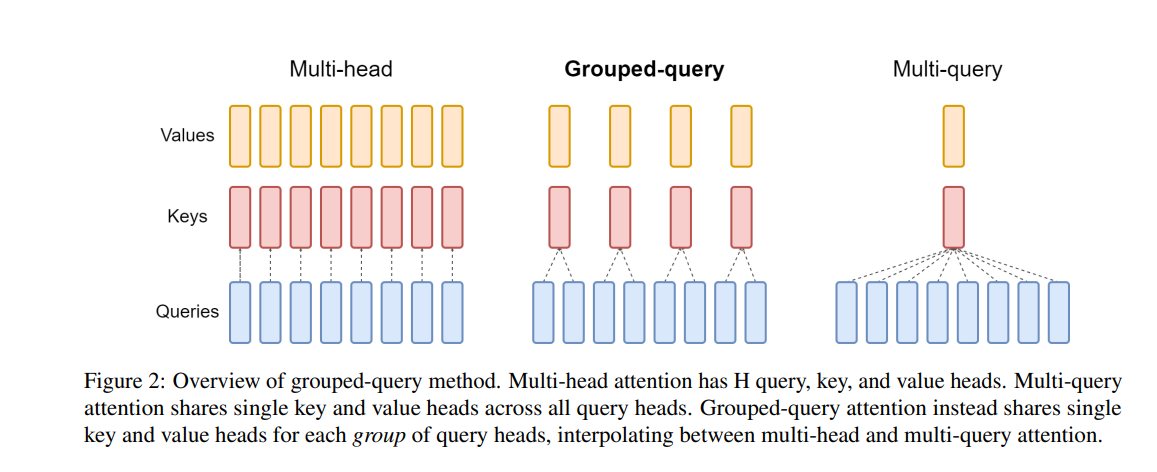 Multi-head Grouped-query Multi-query
Values
Keys
Queries
Figure 2: Overview of grouped-query method. Multi-head attention has H query, key, and value heads. Multi-query
attention shares single key and value heads across all query heads. Grouped-query attention instead shares single
key and value heads for each group of query heads, interpolating between multi-head and multi-query attention.